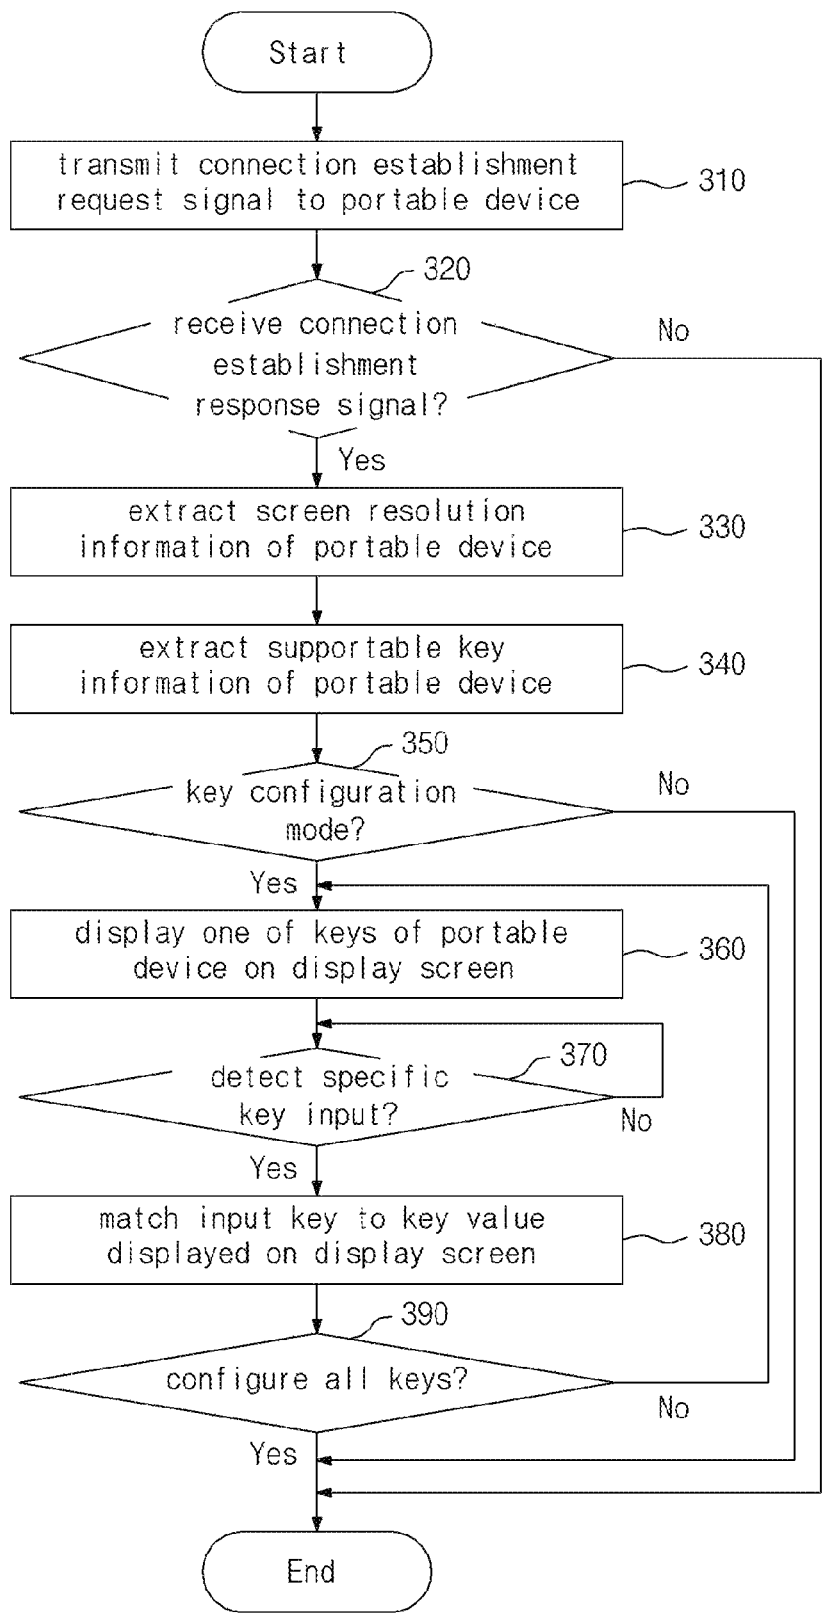 Start
transmit connection establishment
request signal to portable device
310
320
receive connection
establishment
response signal?
No
Yes
extract screen resolution
information of portable device
330
extract supportable key
information of portable device
340
350
key configuration
mode?
No
Yes
display one of keys of portable
device on display screen
360
370
detect specific
key input?
No
Yes
match input key to key value
displayed on display screen
380
390
configure all keys?
No
Yes
End